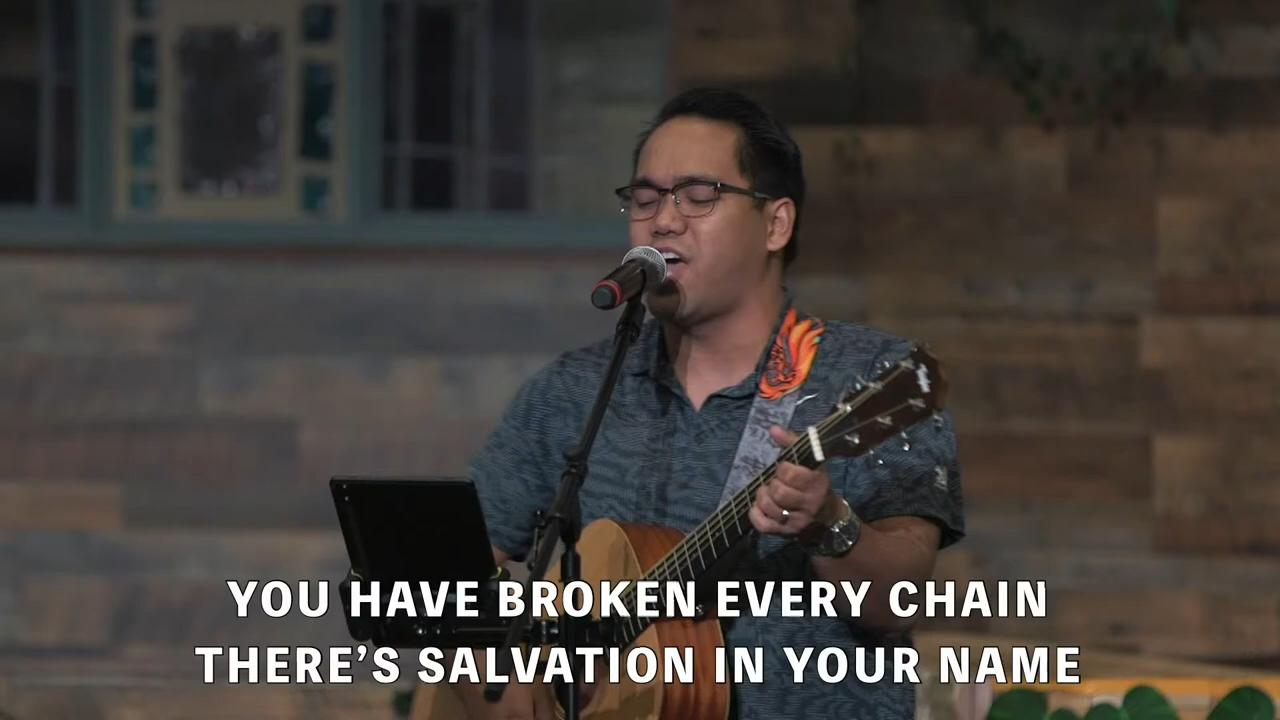 YOU HAVE BROKEN EVERY CHAIN
THERE’S SALVATION IN YOUR NAME